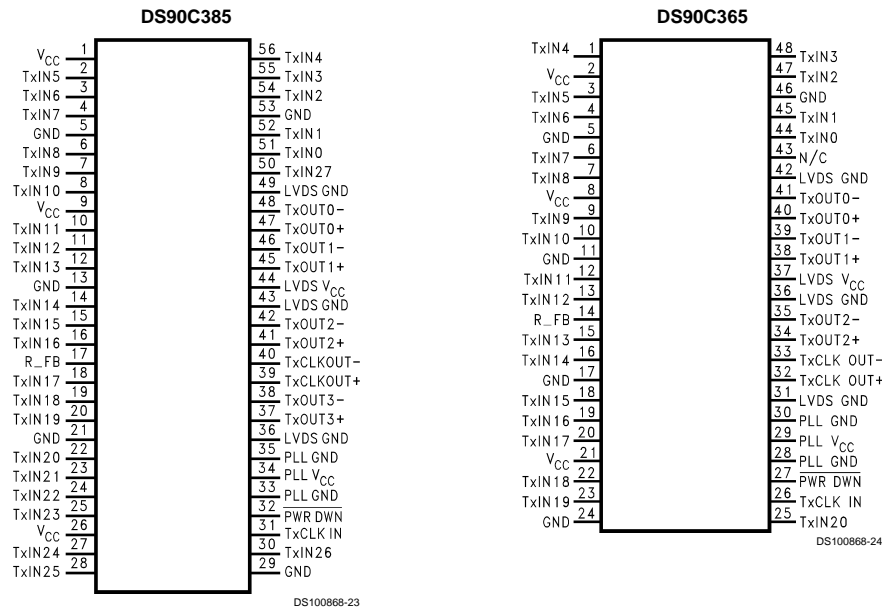 DS90C385
VCC 1
TxIN5 2
TxIN6 3
TxIN7 4
GND 5
TxIN8 6
TxIN9 7
TxIN10 8
VCC 9
TxIN11 10
TxIN12 11
TxIN13 12
GND 13
TxIN14 14
TxIN15 15
TxIN16 16
R_FB 17
TxIN17 18
TxIN18 19
TxIN19 20
GND 21
TxIN20 22
TxIN21 23
TxIN22 24
TxIN23 25
VCC 26
TxIN24 27
TxIN25 28
56 TxIN4
55 TxIN3
54 TxIN2
53 GND
52 TxIN1
51 TxIN0
50 TxIN27
49 LVDS GND
48 TxOUT0-
47 TxOUT0+
46 TxOUT1-
45 TxOUT1+
44 LVDS VCC
43 LVDS GND
42 TxOUT2-
41 TxOUT2+
40 TxCLKOUT-
39 TxCLKOUT+
38 TxOUT3-
37 TxOUT3+
36 LVDS GND
35 PLL GND
34 PLL VCC
33 PLL GND
32 PWR DWN
31 TxCLK IN
30 TxIN26
29 GND
DS100868-23
DS90C365
TxIN4 1
VCC 2
TxIN5 3
TxIN6 4
GND 5
TxIN7 6
TxIN8 7
VCC 8
TxIN9 9
TxIN10 10
GND 11
TxIN11 12
TxIN12 13
R_FB 14
TxIN13 15
TxIN14 16
GND 17
TxIN15 18
TxIN16 19
TxIN17 20
VCC 21
TxIN18 22
TxIN19 23
GND 24
48 TxIN3
47 TxIN2
46 GND
45 TxIN1
44 TxIN0
43 N/C
42 LVDS GND
41 TxOUT0-
40 TxOUT0+
39 TxOUT1-
38 TxOUT1+
37 LVDS VCC
36 LVDS GND
35 TxOUT2-
34 TxOUT2+
33 TxCLK OUT-
32 TxCLK OUT+
31 LVDS GND
30 PLL GND
29 PLL VCC
28 PLL GND
27 PWR DWN
26 TxCLK IN
25 TxIN20
DS100868-24